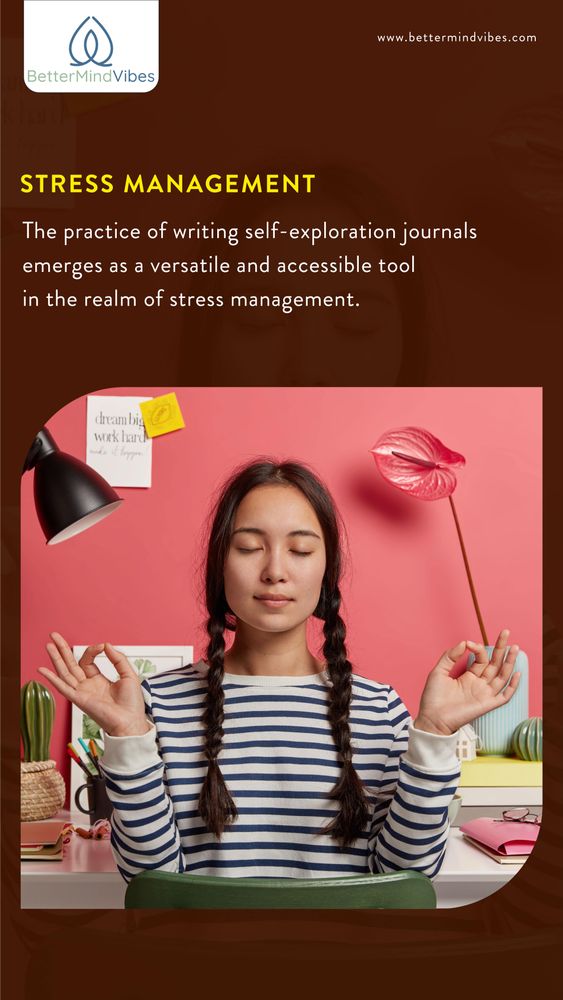 BetterMindVibes
www.bettermindvibes.com
STRESS MANAGEMENT
The practice of writing self-exploration journals
emerges as a versatile and accessible tool
in the realm of stress management.
dream big
work hard
make it happen